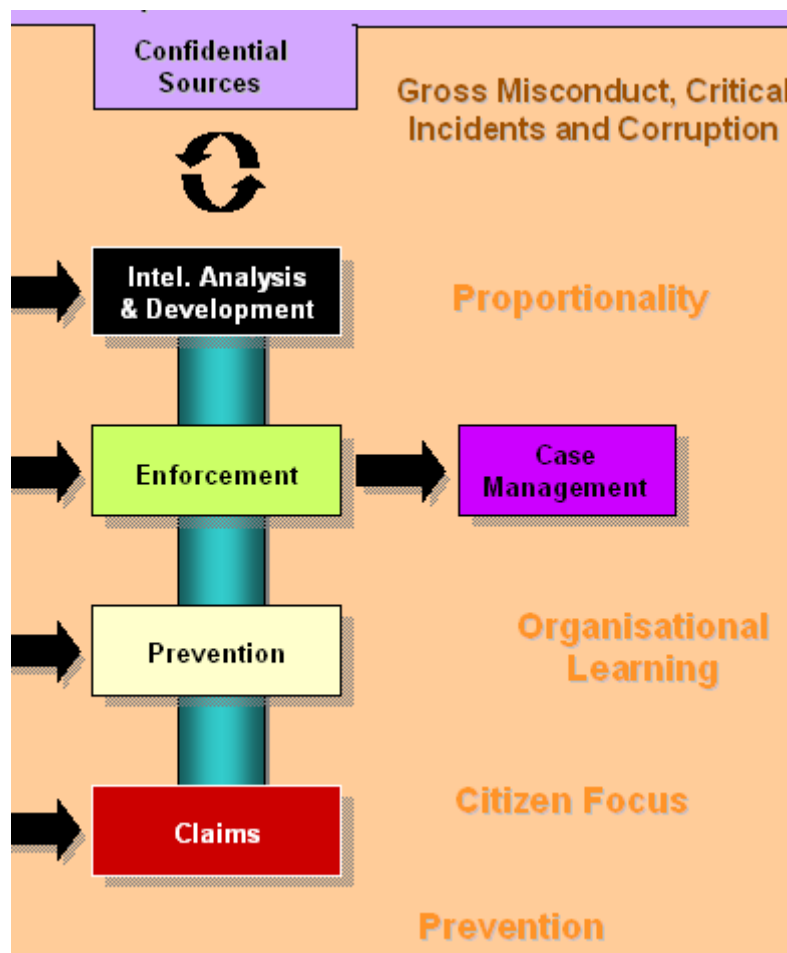 Confidential
Sources
Gross Misconduct, Critical
Incidents and Corruption
Intel. Analysis
& Development
Proportionality
Enforcement
Case
Management
Prevention
Organisational
Learning
Claims
Citizen Focus
Prevention